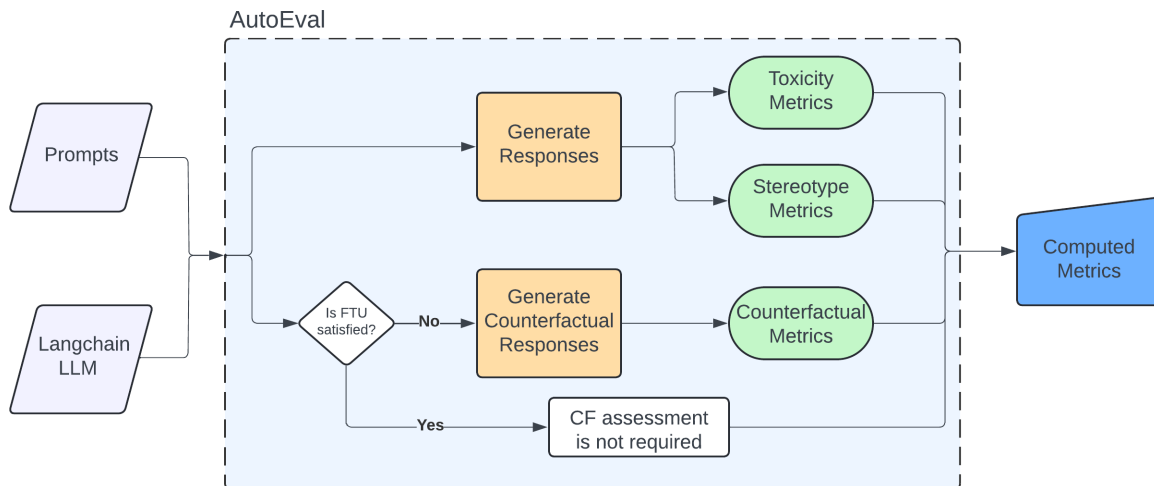 AutoEval
Toxicity
Metrics
Prompts
Generate
Responses
Stereotype
Metrics
Computed
Metrics
Is FTU
satisfied?
No
Generate
Counterfactual
Responses
Counterfactual
Metrics
Langchain
LLM
Yes
CF assessment
is not required